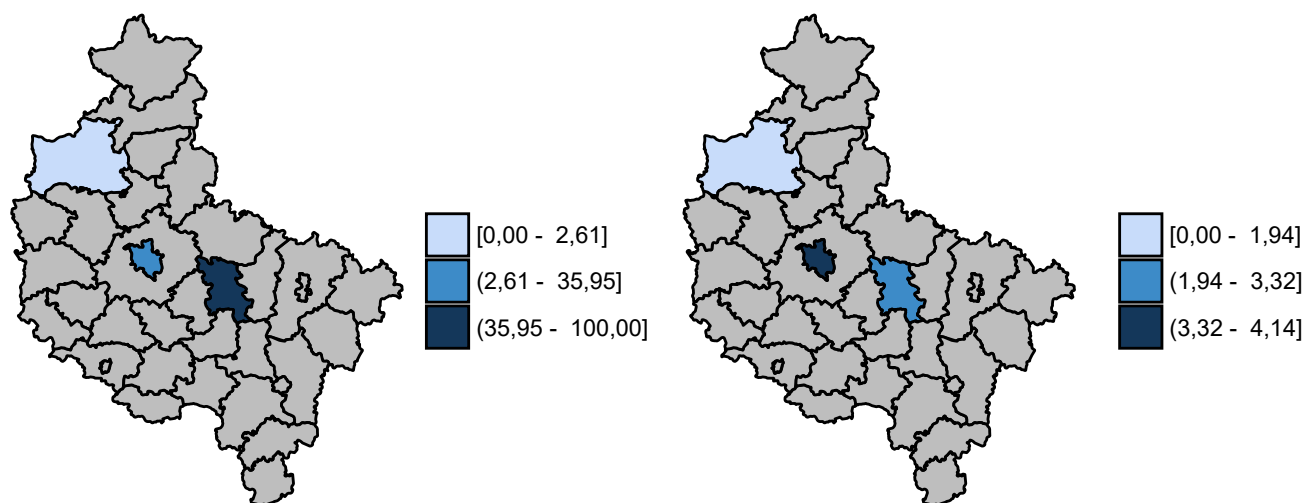 [0,00 - 2,61]
(2,61 - 35,95]
(35,95 - 100,00]
[0,00 - 1,94]
(1,94 - 3,32]
(3,32 - 4,14]